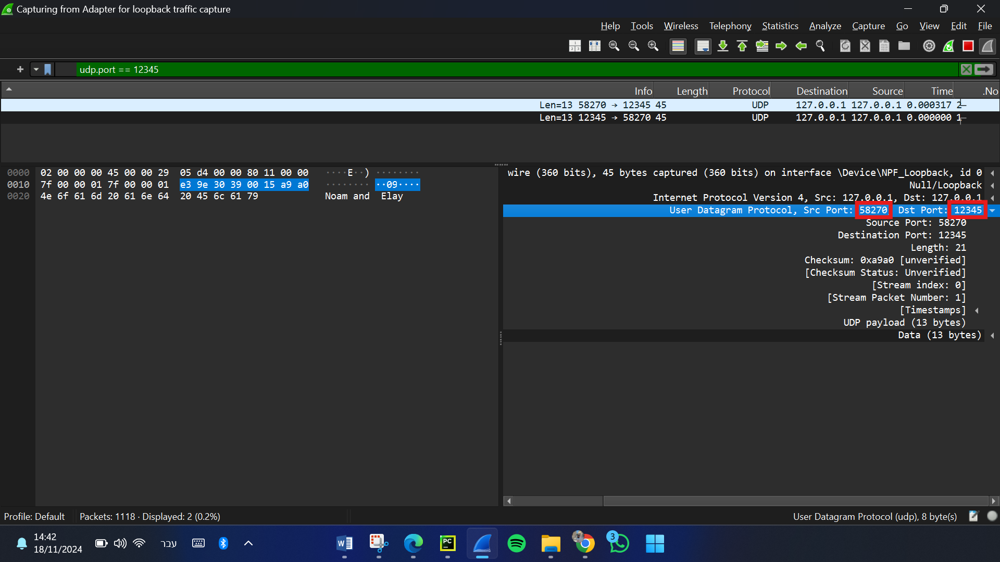 Capturing from Adapter for loopback traffic capture
Help Tools Wireless Telephony Statistics Analyze Capture Go View Edit File
udp.port == 12345
Info Length Protocol Destination Source Time .No
Len=13 58270 → 12345 45 UDP 127.0.0.1 127.0.0.1 0.000317 2
Len=13 12345 → 58270 45 UDP 127.0.0.1 127.0.0.1 0.000000 1
0000 02 00 00 00 45 00 00 29 05 d4 00 00 80 11 00 00 ····E··) ········
0010 7f 00 00 01 7f 00 00 01 e3 9e 30 39 00 15 a9 a0 ········ ··09····
0020 4e 6f 61 6d 20 61 6e 64 20 45 6c 61 79 Noam and Elay
wire (360 bits), 45 bytes captured (360 bits) on interface \Device\NPF_Loopback, id 0
Null/Loopback
Internet Protocol Version 4, Src: 127.0.0.1, Dst: 127.0.0.1
User Datagram Protocol, Src Port: 58270, Dst Port: 12345
Source Port: 58270
Destination Port: 12345
Length: 21
Checksum: 0xa9a0 [unverified]
[Checksum Status: Unverified]
[Stream index: 0]
[Stream Packet Number: 1]
[Timestamps]
UDP payload (13 bytes)
Data (13 bytes)
Profile: Default Packets: 1118 · Displayed: 2 (0.2%) User Datagram Protocol (udp), 8 byte(s)
14:42
18/11/2024
עבר
PC
3